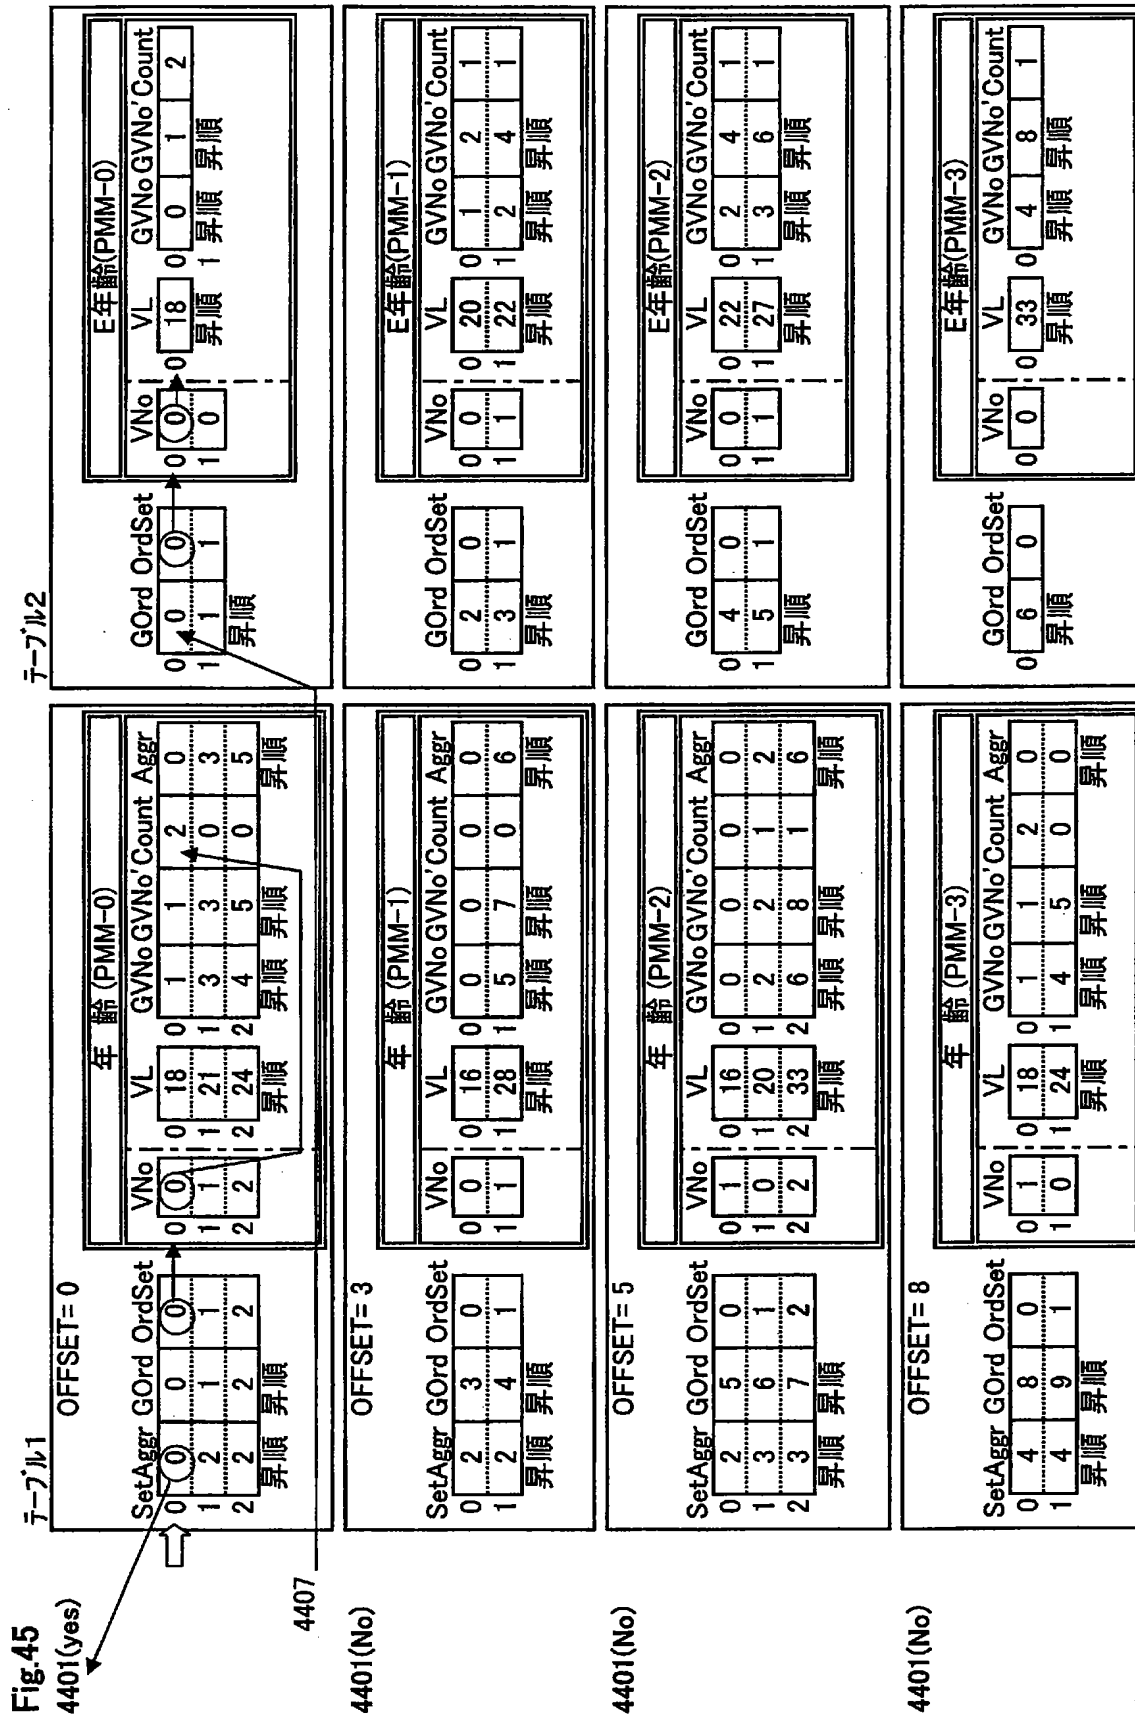 Fig.45
4401(yes)
4407
テーブル1
OFFSET= 0
SetAggr GOrd OrdSet
0 0 0 0
1 2 1 1
2 2 2 2
昇順 昇順
年 齢 (PMM-0)
VNo VL GVNo GVNo' Count Aggr
0 0 0 18 0 1 1 2 0
1 1 1 21 1 3 3 0 3
2 2 2 24 2 4 5 0 5
昇順 昇順 昇順 昇順
テーブル2
GOrd OrdSet
0 0 0
1 1 1
昇順
E年齢(PMM-0)
VNo VL GVNo GVNo' Count
0 0 0 18 0 0 1 2
1 0 1
昇順 昇順 昇順
4401(No)
OFFSET= 3
SetAggr GOrd OrdSet
0 2 3 0
1 2 4 1
昇順 昇順
年 齢 (PMM-1)
VNo VL GVNo GVNo' Count Aggr
0 0 0 16 0 0 0 0 0
1 1 1 28 1 5 7 0 6
昇順 昇順 昇順 昇順
GOrd OrdSet
0 2 0
1 3 1
昇順
E年齢(PMM-1)
VNo VL GVNo GVNo' Count
0 0 0 20 0 1 2 1
1 1 1 22 1 2 4 1
昇順 昇順 昇順
4401(No)
OFFSET= 5
SetAggr GOrd OrdSet
0 2 5 0
1 3 6 1
2 3 7 2
昇順 昇順
年 齢 (PMM-2)
VNo VL GVNo GVNo' Count Aggr
0 1 0 16 0 0 0 0 0
1 0 1 20 1 2 2 1 2
2 2 2 33 2 6 8 1 6
昇順 昇順 昇順 昇順
GOrd OrdSet
0 4 0
1 5 1
昇順
E年齢(PMM-2)
VNo VL GVNo GVNo' Count
0 0 0 22 0 2 4 1
1 1 1 27 1 3 6 1
昇順 昇順 昇順
4401(No)
OFFSET= 8
SetAggr GOrd OrdSet
0 4 8 0
1 4 9 1
昇順 昇順
年 齢 (PMM-3)
VNo VL GVNo GVNo' Count Aggr
0 1 0 18 0 1 1 2 0
1 0 1 24 1 4 5 0 0
昇順 昇順 昇順 昇順
GOrd OrdSet
0 6 0
昇順
E年齢(PMM-3)
VNo VL GVNo GVNo' Count
0 0 0 33 0 4 8 1
昇順 昇順 昇順